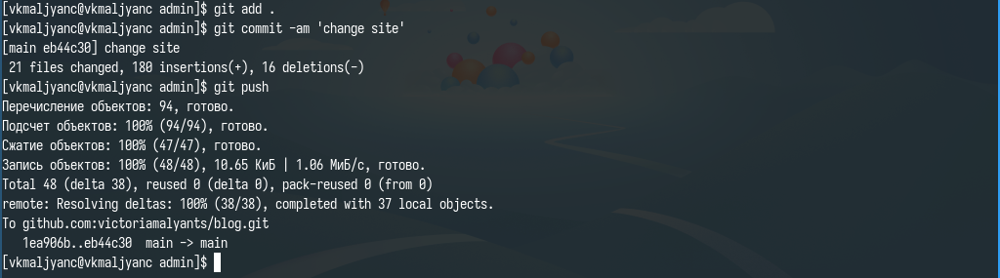 [vkmaljyanc@vkmaljyanc admin]$ git add .
[vkmaljyanc@vkmaljyanc admin]$ git commit -am 'change site'
[main eb44c30] change site
 21 files changed, 180 insertions(+), 16 deletions(-)
[vkmaljyanc@vkmaljyanc admin]$ git push
Перечисление объектов: 94, готово.
Подсчет объектов: 100% (94/94), готово.
Сжатие объектов: 100% (47/47), готово.
Запись объектов: 100% (48/48), 10.65 КиБ | 1.06 МиБ/с, готово.
Total 48 (delta 38), reused 0 (delta 0), pack-reused 0 (from 0)
remote: Resolving deltas: 100% (38/38), completed with 37 local objects.
To github.com:victoriamalyants/blog.git
   1ea906b..eb44c30  main -> main
[vkmaljyanc@vkmaljyanc admin]$